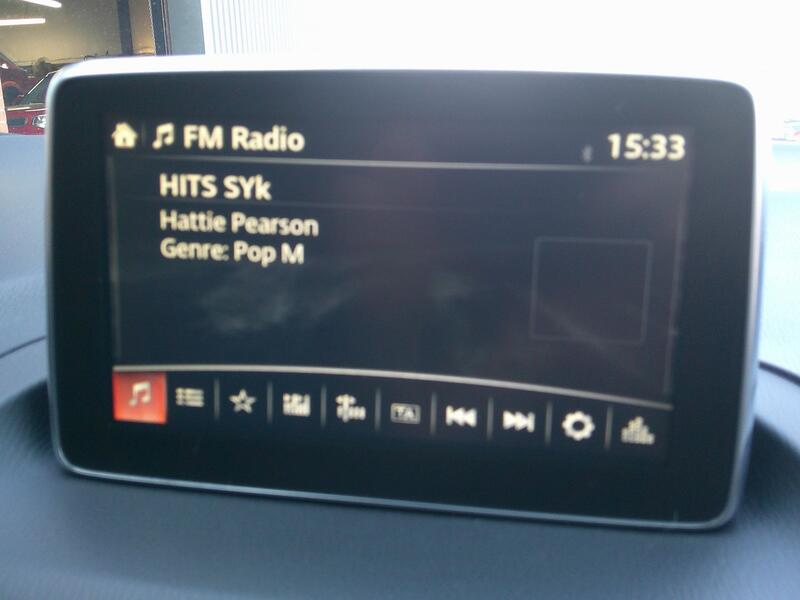 FM Radio
15:33
HITS SYk
Hattie Pearson
Genre: Pop M
TA